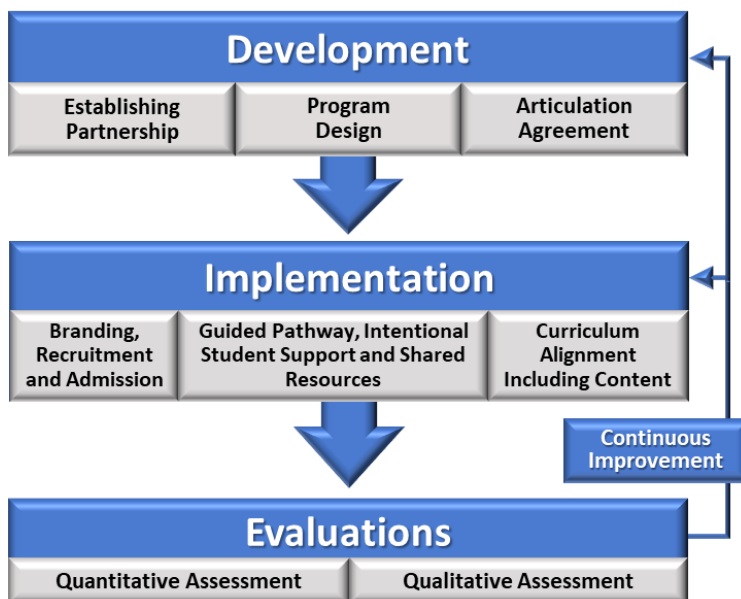 Development
Establishing
Partnership
Program
Design
Articulation
Agreement
Implementation
Branding,
Recruitment
and Admission
Guided Pathway, Intentional
Student Support and Shared
Resources
Curriculum
Alignment
Including Content
Continuous
Improvement
Evaluations
Quantitative Assessment
Qualitative Assessment